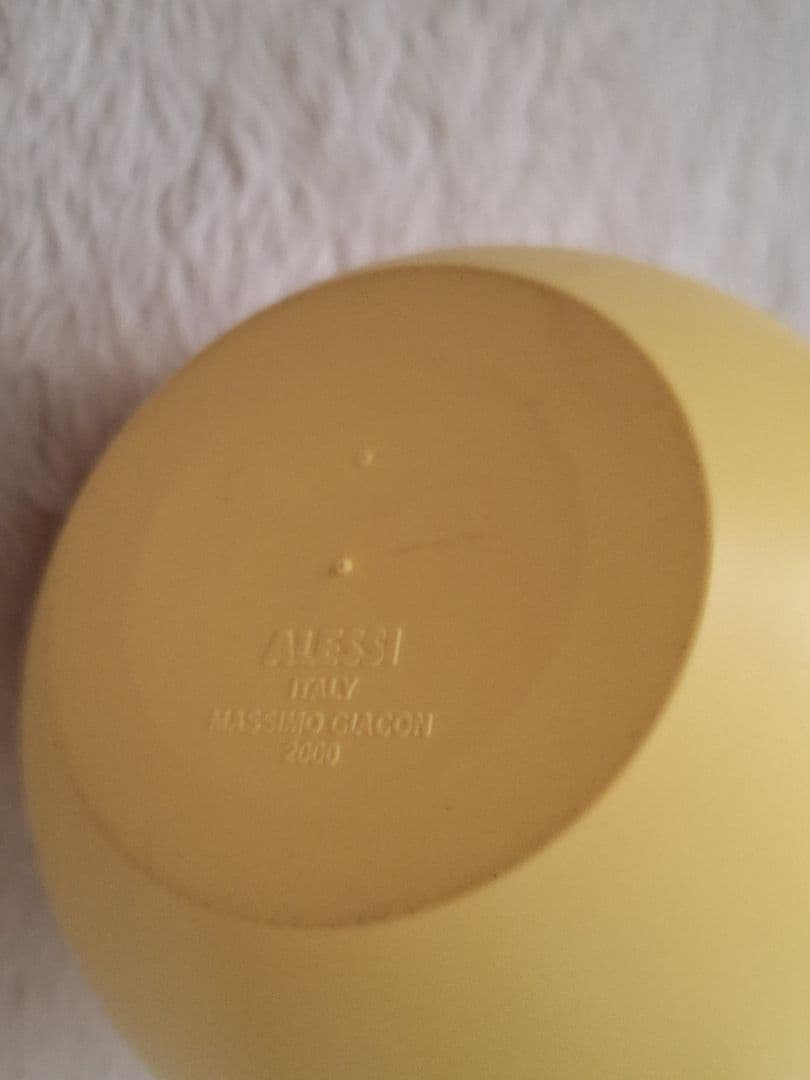 ALESSI
ITALY
MASSIMO GIACON
2000